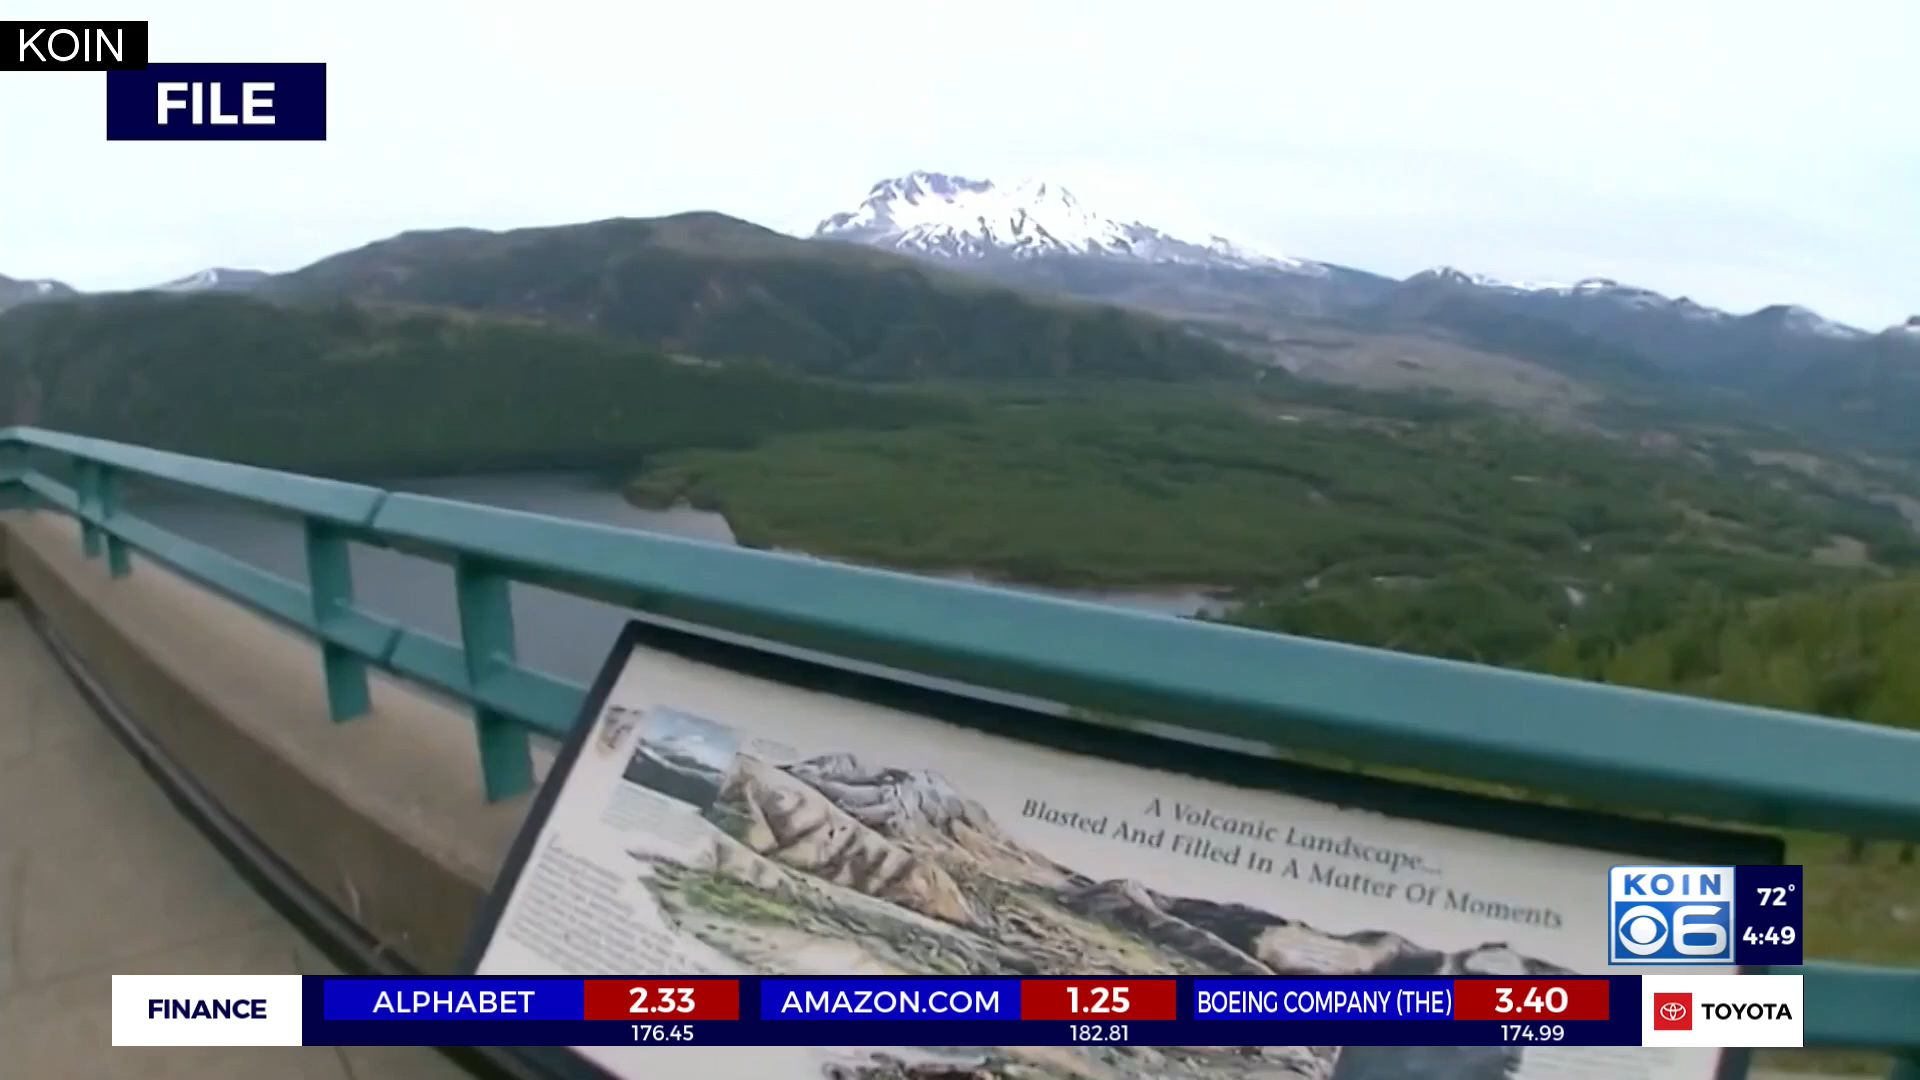 KOIN
FILE
A Volcanic Landscape...
Blasted And Filled In A Matter Of Moments
KOIN
6
72°
4:49
FINANCE
ALPHABET 2.33
176.45
AMAZON.COM 1.25
182.81
BOEING COMPANY (THE) 3.40
174.99
TOYOTA